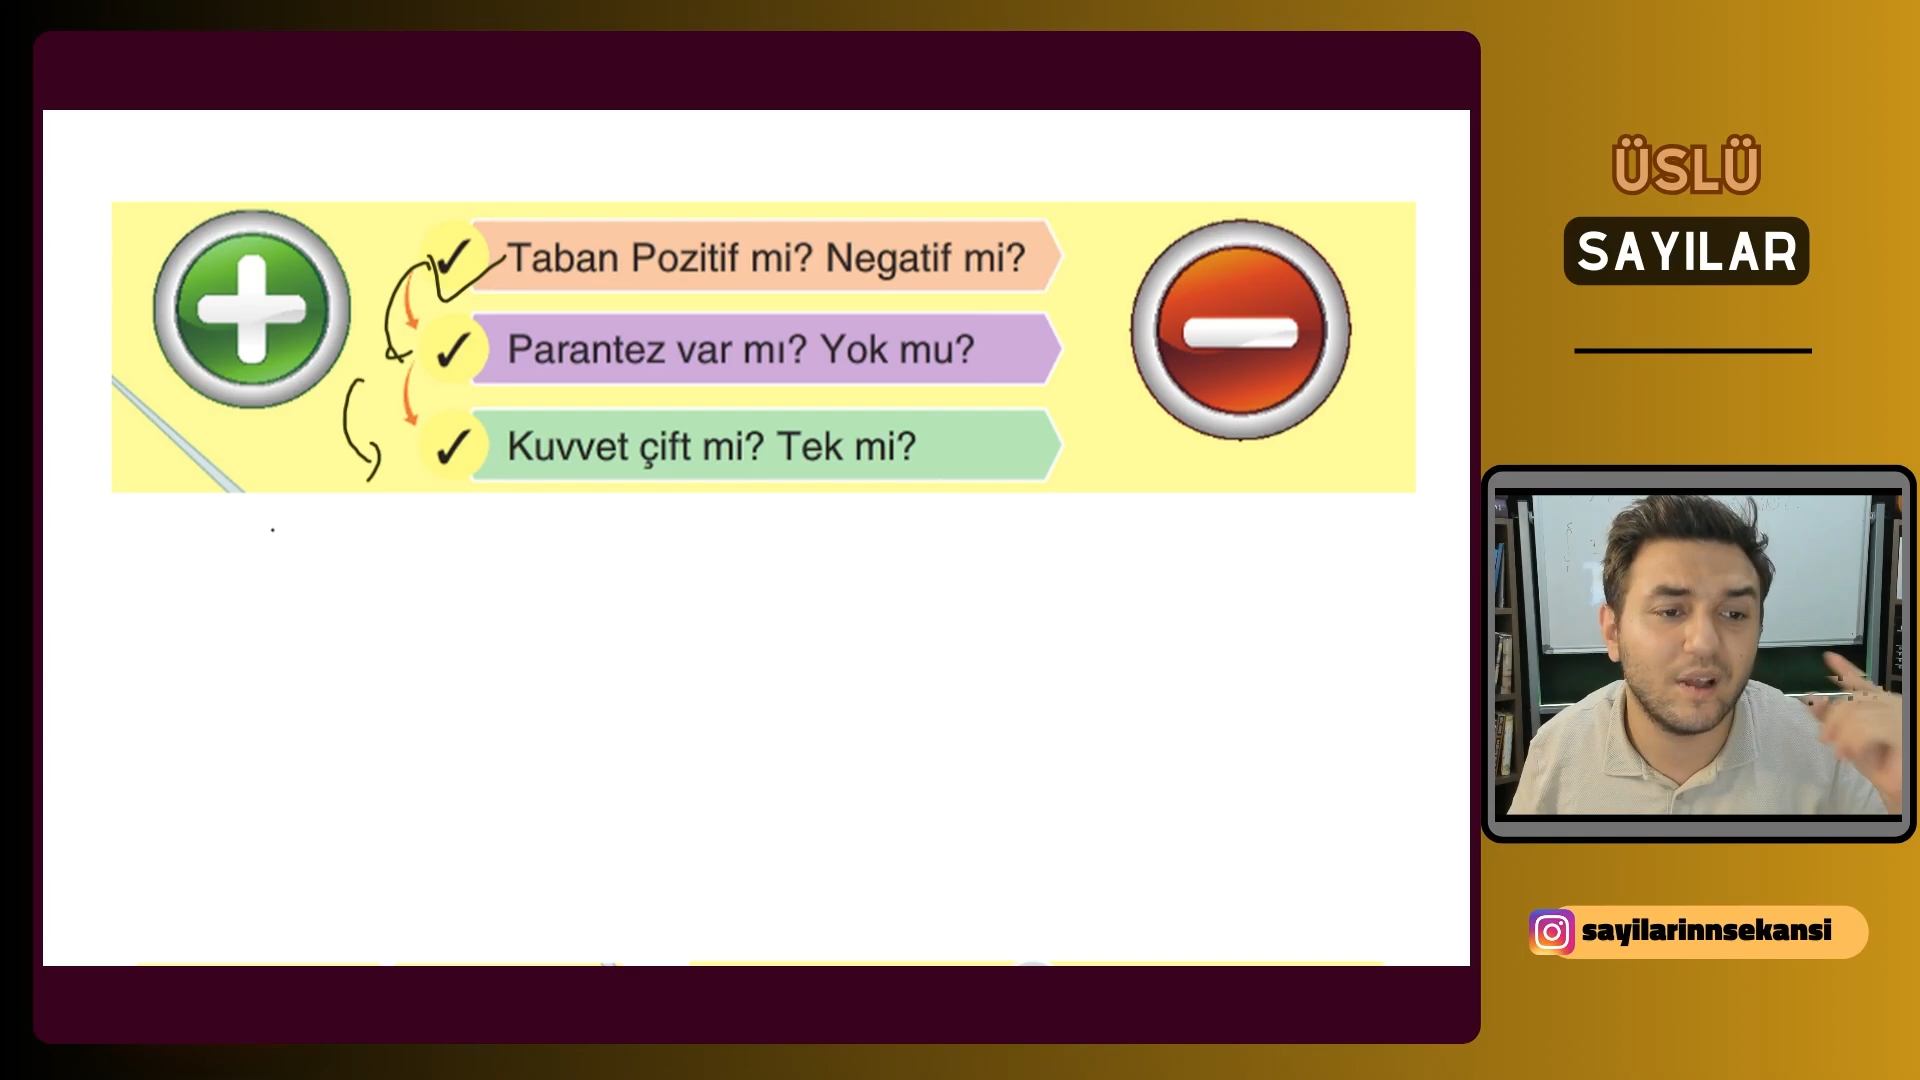 Taban Pozitif mi? Negatif mi?
Parantez var mı? Yok mu?
Kuvvet çift mi? Tek mi?
ÜSLÜ
SAYILAR
sayilarinnsekansi